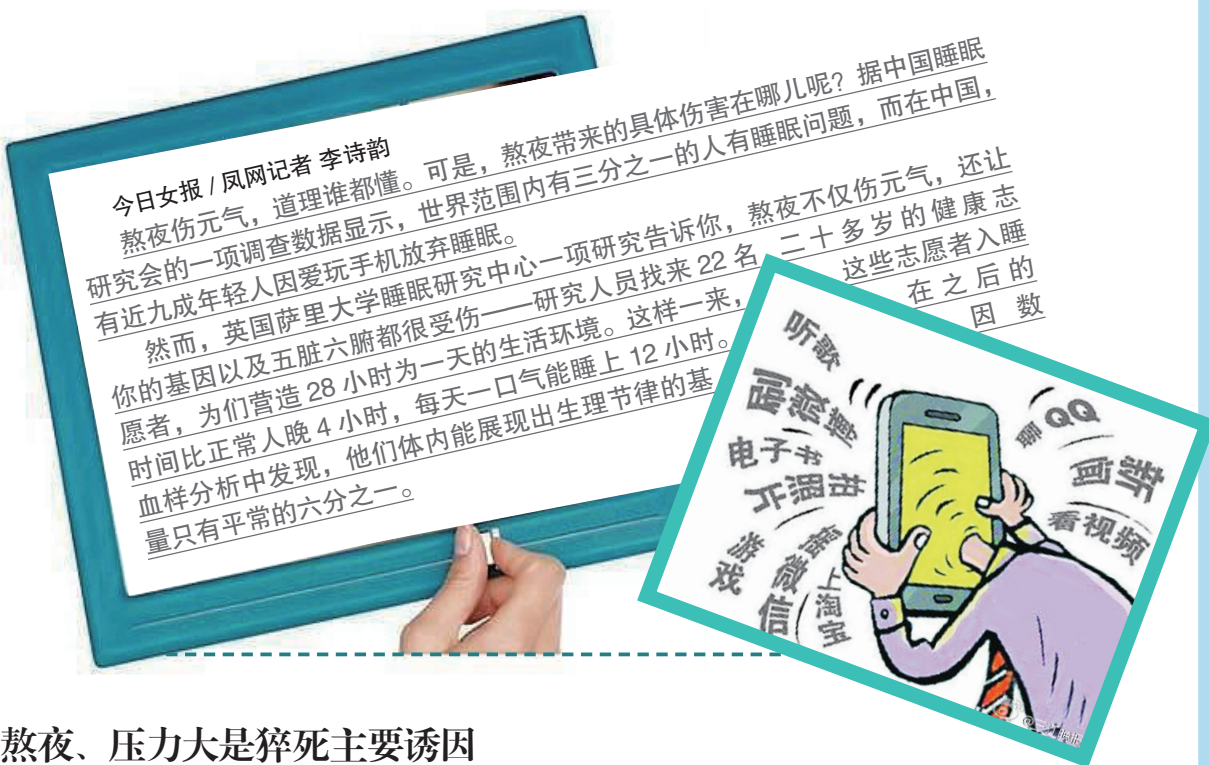 今日女报 / 凤网记者 李诗韵
熬夜伤元气，道理谁都懂。可是，熬夜带来的具体伤害在哪儿呢？据中国睡眠
研究会的一项调查数据显示，世界范围内有三分之一的人有睡眠问题，而在中国，
有近九成年轻人因爱玩手机放弃睡眠。
然而，英国萨里大学睡眠研究中心一项研究告诉你，熬夜不仅伤元气，还让
你的基因以及五脏六腑都很受伤——研究人员找来 22 名 二十多岁的健康志
愿者，为们营造 28 小时为一天的生活环境。这样一来， 这些志愿者入睡
时间比正常人晚 4 小时，每天一口气能睡上 12 小时。 在之后的
血样分析中发现，他们体内能展现出生理节律的基 因数
量只有平常的六分之一。
听歌
刷微博
电子书
拍照片
游戏
微信
上淘宝
QQ
新闻
看视频
熬夜、压力大是猝死主要诱因